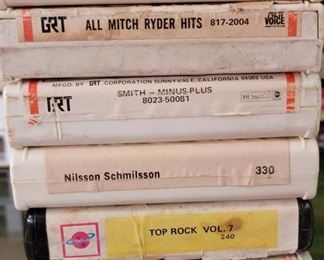 GRT ALL MITCH RYDER HITS 817-2004 VOICE
MFGD. BY GRT CORPORATION SUNNYVALE, CALIFORNIA 94086 USA
GRT SMITH - MINUS-PLUS
8023-50081
Nilsson Schmilsson 330
TOP ROCK VOL. 7
240